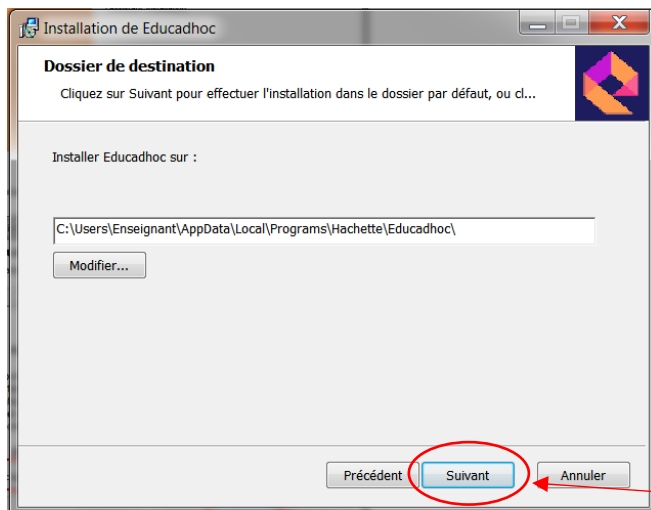 Installation de Educadhoc
Dossier de destination
Cliquez sur Suivant pour effectuer l'installation dans le dossier par défaut, ou cl...
Installer Educadhoc sur :
C:\Users\Enseignant\AppData\Local\Programs\Hachette\Educadhoc\
Modifier...
Précédent Suivant Annuler